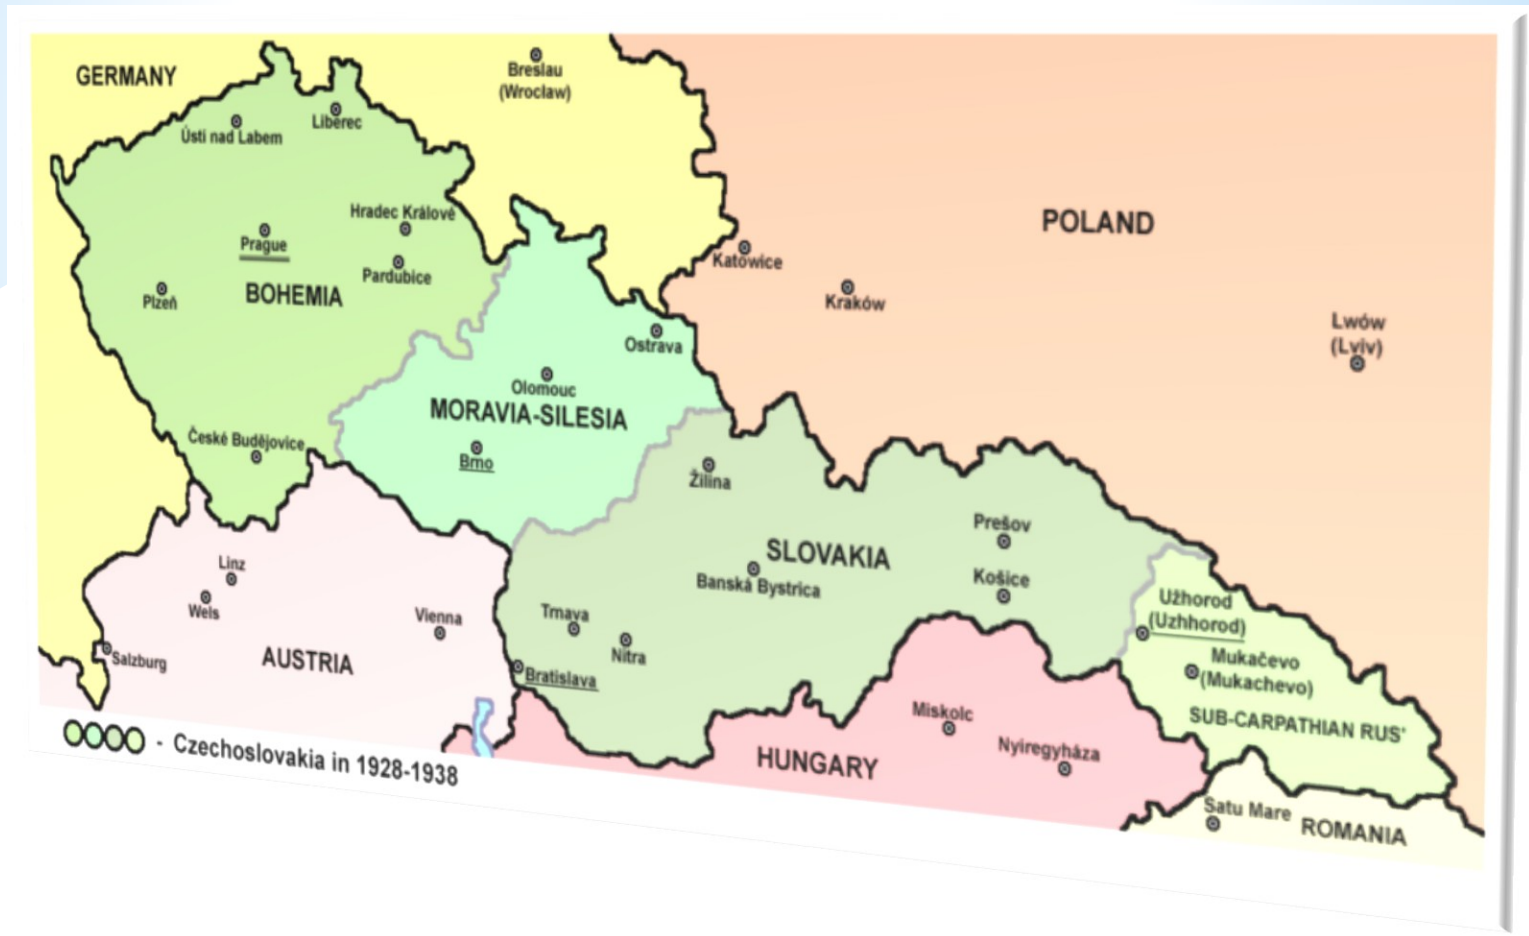 GERMANY
Breslau
(Wrocław)
Ústi nad Labem
Liberec
Hradec Králové
Prague
Pardubice
Plzeň
BOHEMIA
POLAND
Katowice
Kraków
Lwów
(Lviv)
Ostrava
Olomouc
MORAVIA-SILESIA
Brno
České Budějovice
Žilina
SLOVAKIA
Banská Bystrica
Prešov
Košice
Trnava
Nitra
Bratislava
Užhorod
(Uzhhorod)
Mukačevo
(Mukachevo)
SUB-CARPATHIAN RUS'
Linz
Wels
Vienna
Salzburg
AUSTRIA
Miskolc
Nyiregyháza
HUNGARY
Satu Mare
ROMANIA
- Czechoslovakia in 1928-1938